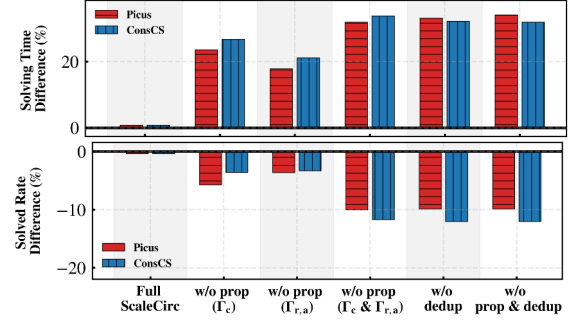 Picus
ConsCS
Solving Time
Difference (%)
20
0
Solved Rate
Difference (%)
0
−10
−20
Picus
ConsCS
Full
ScaleCirc
w/o prop
(Γc)
w/o prop
(Γr,a)
w/o prop
(Γc & Γr,a)
w/o
dedup
w/o
prop & dedup